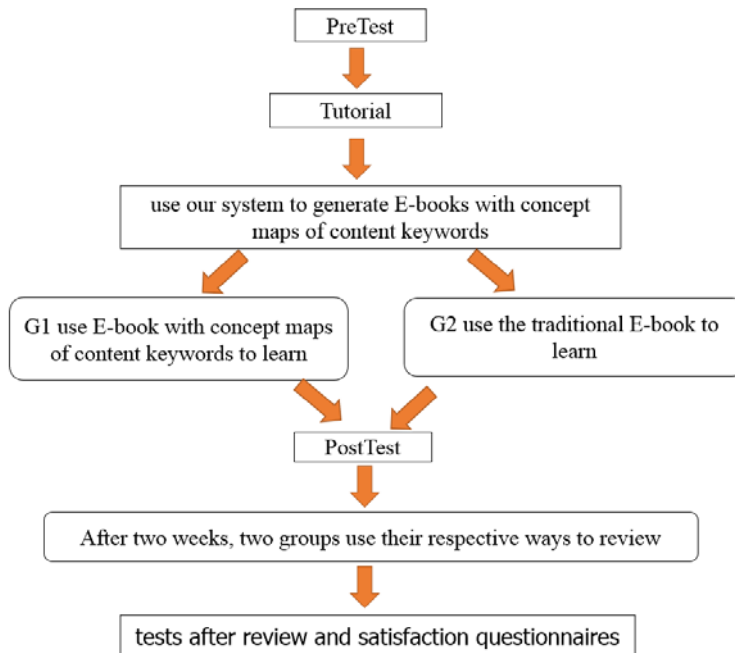 PreTest
Tutorial
use our system to generate E-books with concept
maps of content keywords
G1 use E-book with concept maps
of content keywords to learn
G2 use the traditional E-book to
learn
PostTest
After two weeks, two groups use their respective ways to review
tests after review and satisfaction questionnaires